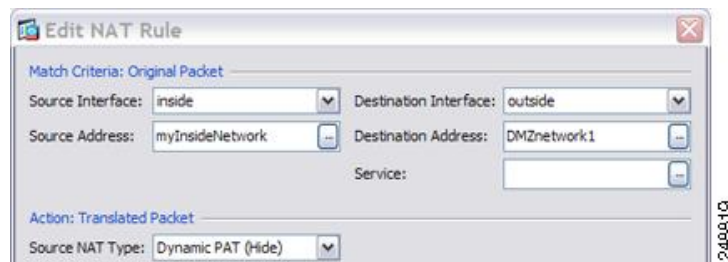 Edit NAT Rule
Match Criteria: Original Packet
Source Interface: inside Destination Interface: outside
Source Address: myInsideNetwork ... Destination Address: DMZnetwork1 ...
Service: ...
Action: Translated Packet
Source NAT Type: Dynamic PAT (Hide)
248819